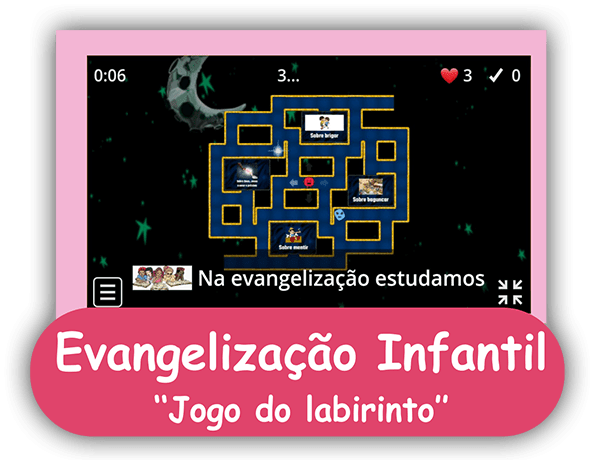 0:06
3...
3
0
Sobre brigar
Sobre bagunçar
Sobre mentir
Na evangelização estudamos
Evangelização Infantil
“Jogo do labirinto”